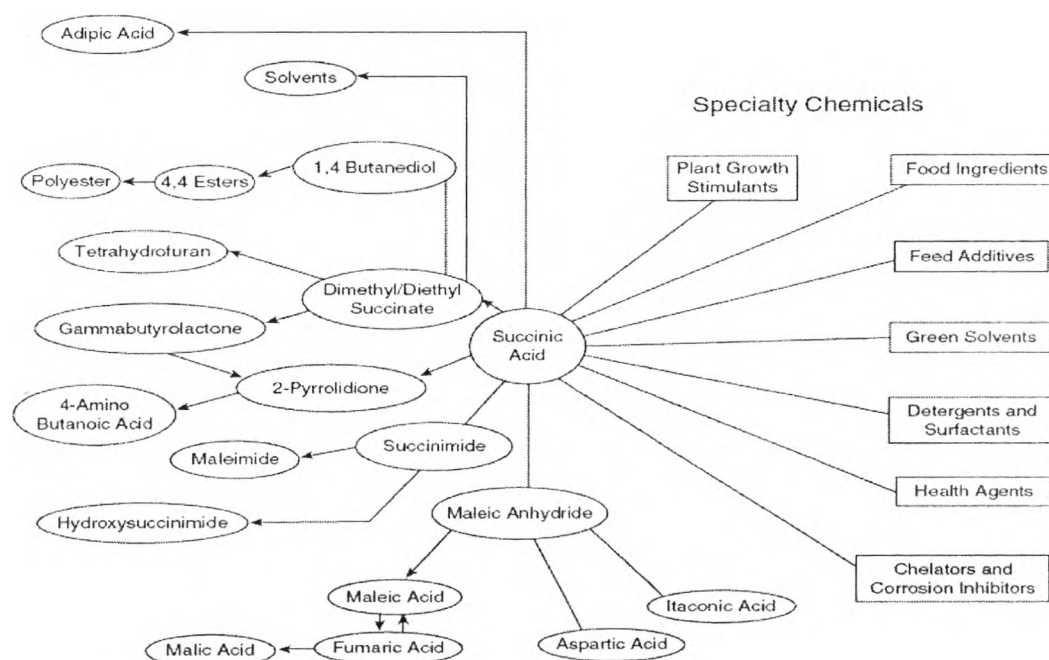 Adipic Acid
Solvents
Specialty Chemicals
1,4 Butanediol
4,4 Esters
Polyester
Plant Growth
Stimulants
Food Ingredients
Tetrahydrofuran
Dimethyl/Diethyl
Succinate
Feed Additives
Gammabutyrolactone
Succinic
Acid
Green Solvents
2-Pyrrolidione
4-Amino
Butanoic Acid
Detergents and
Surfactants
Succinimide
Maleimide
Health Agents
Hydroxysuccinimide
Maleic Anhydride
Chelators and
Corrosion Inhibitors
Maleic Acid
Itaconic Acid
Fumaric Acid
Malic Acid
Aspartic Acid